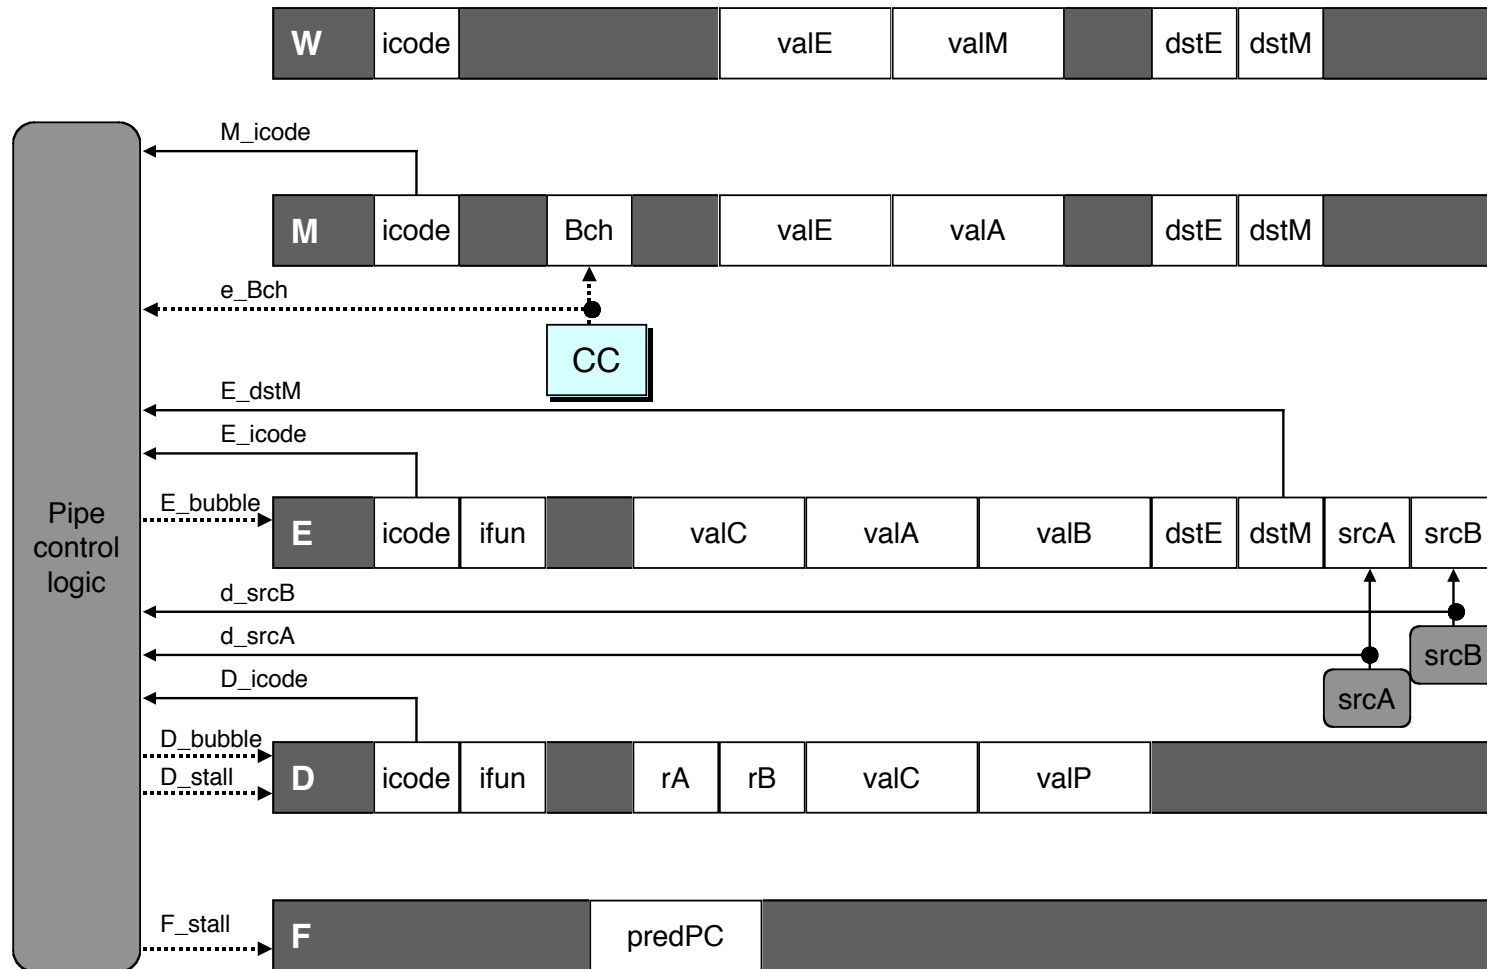 W icode valE valM dstE dstM
M_icode
M icode Bch valE valA dstE dstM
e_Bch
CC
E_dstM
E_icode
E_bubble
E icode ifun valC valA valB dstE dstM srcA srcB
Pipe
control
logic
d_srcB
d_srcA
srcB
D_icode
srcA
D_bubble
D_stall
D icode ifun rA rB valC valP
F_stall
F predPC